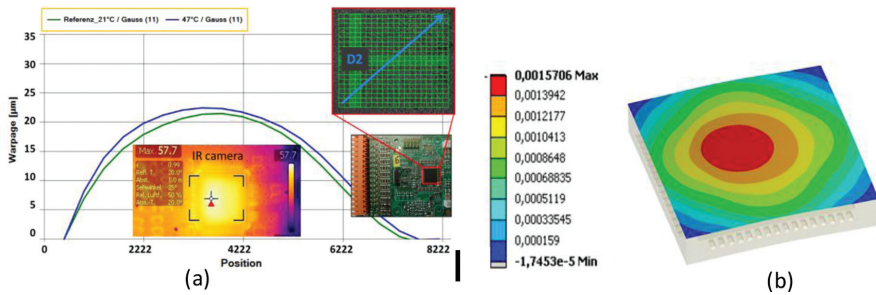 Referenz_21°C / Gauss (11) 47°C / Gauss (11)
Warpage [µm]
35
30
25
20
15
10
5
0
0 2222 4222 6222 8222
Position
D2
IR camera
Max 57.7
57.7
0.99
(a)
0,0015706 Max
0,0013942
0,0012177
0,0010413
0,0008648
0,00068835
0,0005119
0,00033545
0,000159
-1,7453e-5 Min
(b)